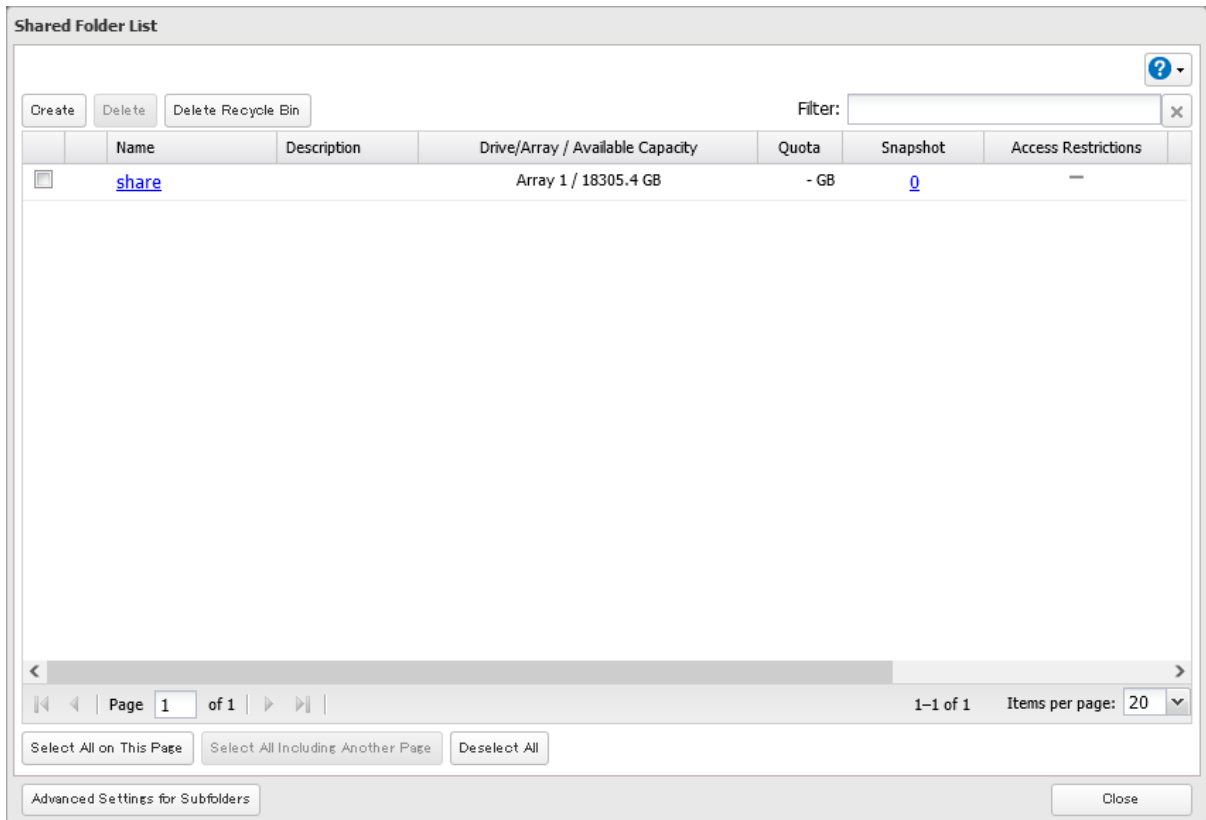 Shared Folder List
Create Delete Delete Recycle Bin Filter:
Name Description Drive/Array / Available Capacity Quota Snapshot Access Restrictions
share Array 1 / 18305.4 GB - GB 0 —
Page 1 of 1 1–1 of 1 Items per page: 20
Select All on This Page Select All Including Another Page Deselect All
Advanced Settings for Subfolders Close